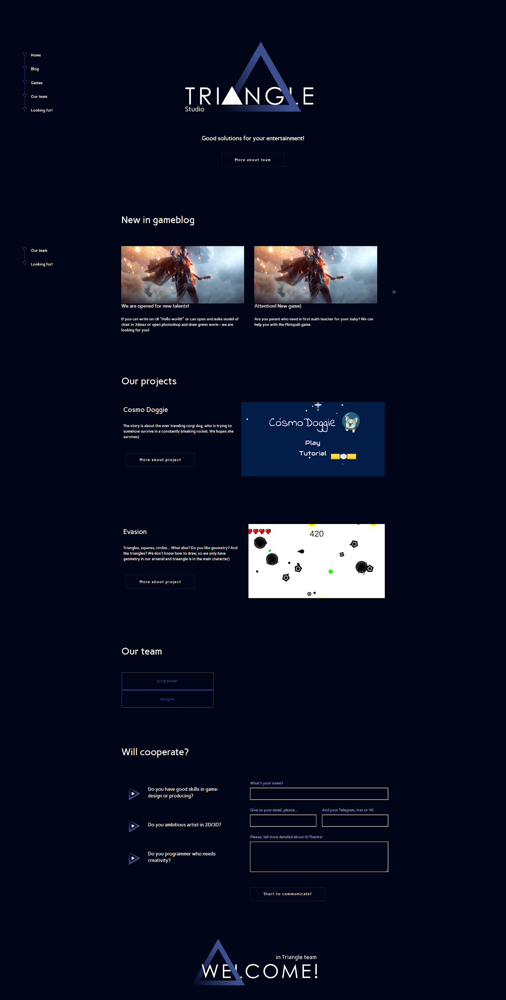 Home
Blog
Games
Our team
Looking for!
TRIANGLE
Studio
Good solutions for your entertainment!
More about team
New in gameblog
Our team
Looking for!
We are opened for new talents!
If you can write on c# "Hello world!" or can open and make model of
chair in 3dmax or open photoshop and draw grenn worm - we are
looking for you!
Attention! New game)
Are you parent who need in first math teacher for your baby? We can
help you with the Miniquali game.
Our projects
Cosmo Doggie
The story is about the ever traveling corgi dog, who is trying to
somehow survive in a constantly breaking rocket. We hopes she
survives)
More about project
Cosmo Doggie
Play
Tutorial
Evasion
Triangles, squares, circles... What else? Do you like geometry? And
the triangles? We don't know how to draw, so we only have
geometry in our arsenal and triaangle is in the main character)
More about project
420
Our team
programmer
designer
Will cooperate?
Do you have good skills in game-
design or producing?
Do you ambitious artist in 2D/3D?
Do you programmer who needs
creativity?
What's your name?
Give us your email, please...
And your Telegram, Inst or VK
Please, tell more detailed about it) Thanks!
Start to communicate!
in Triangle team
WELCOME!